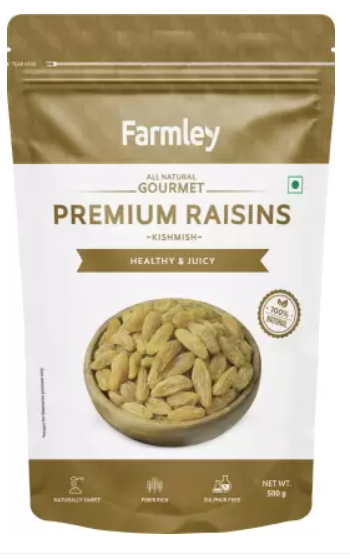 TEAR HERE
Farmley
ALL NATURAL
GOURMET
PREMIUM RAISINS
~KISHMISH~
HEALTHY & JUICY
100%
NATURAL
NATURALLY SWEET
FIBER RICH
SULPHUR FREE
NET WT.
500 g